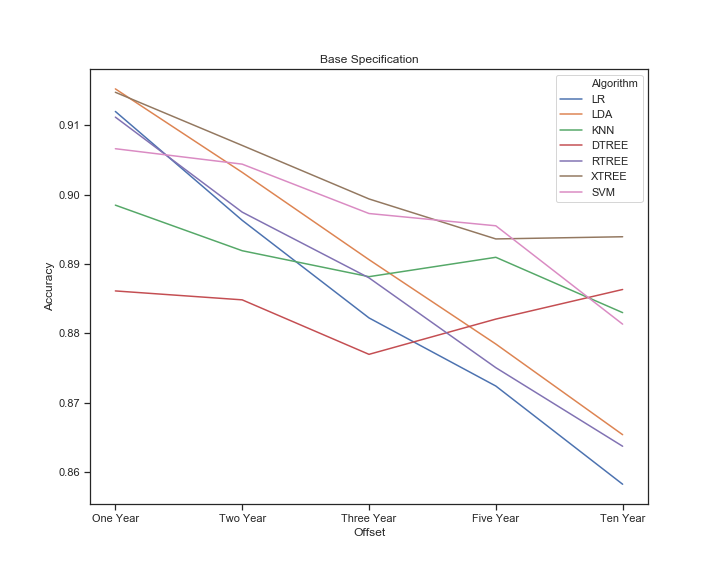 Base Specification
Algorithm
LR
LDA
KNN
DTREE
RTREE
XTREE
SVM
0.91
0.90
0.89
0.88
0.87
0.86
Accuracy
One Year Two Year Three Year Five Year Ten Year
Offset